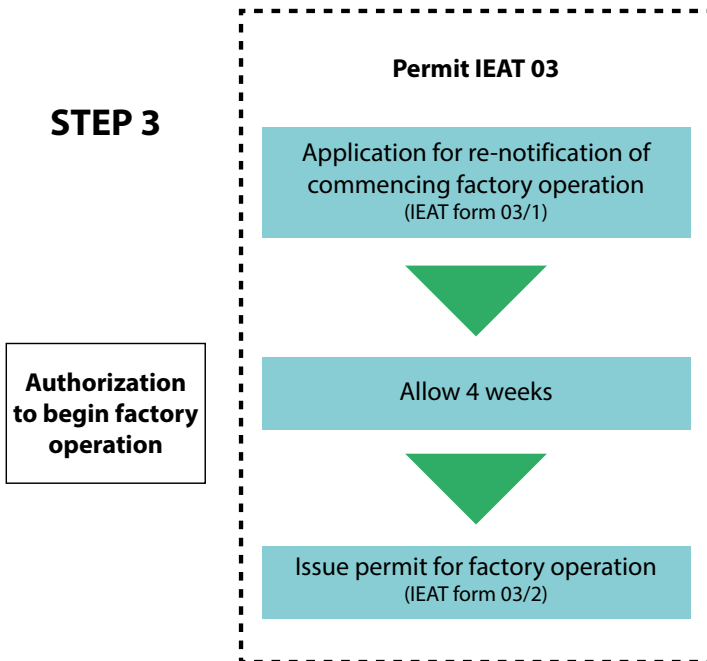 STEP 3
Authorization
to begin factory
operation
Permit IEAT 03
Application for re-notification of
commencing factory operation
(IEAT form 03/1)
Allow 4 weeks
Issue permit for factory operation
(IEAT form 03/2)